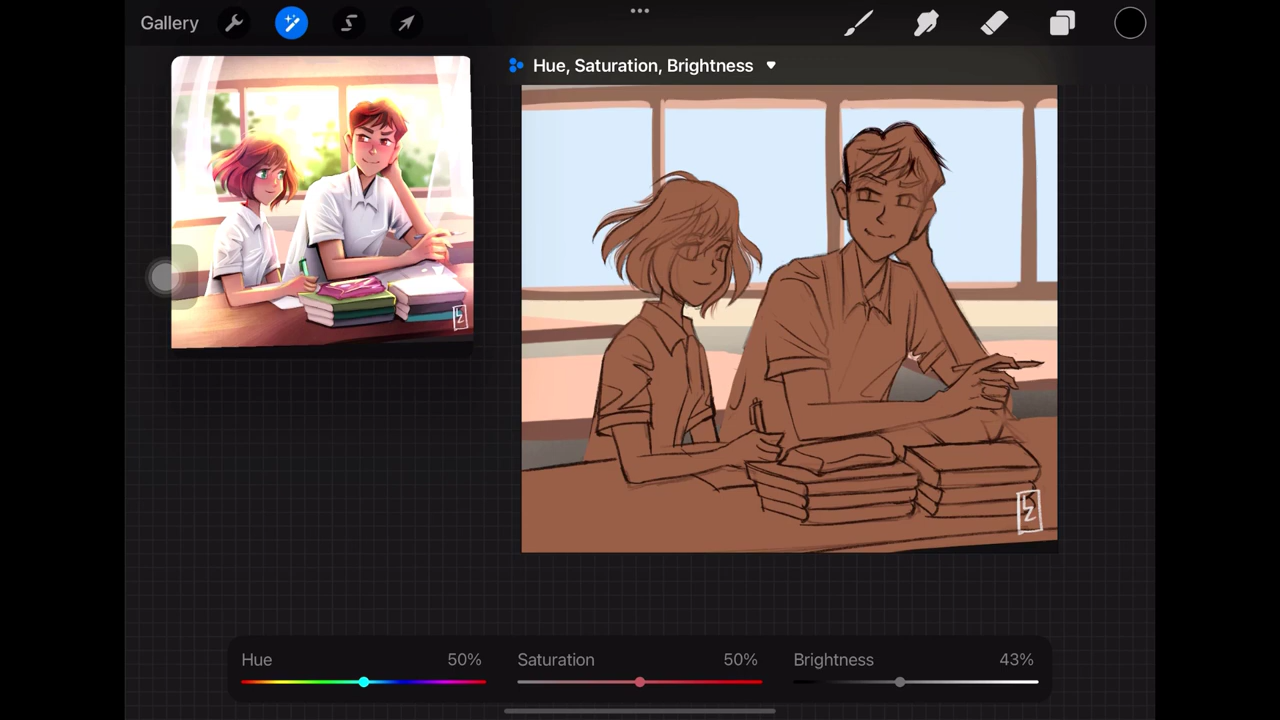 Gallery
Hue, Saturation, Brightness
Hue 50% Saturation 50% Brightness 43%